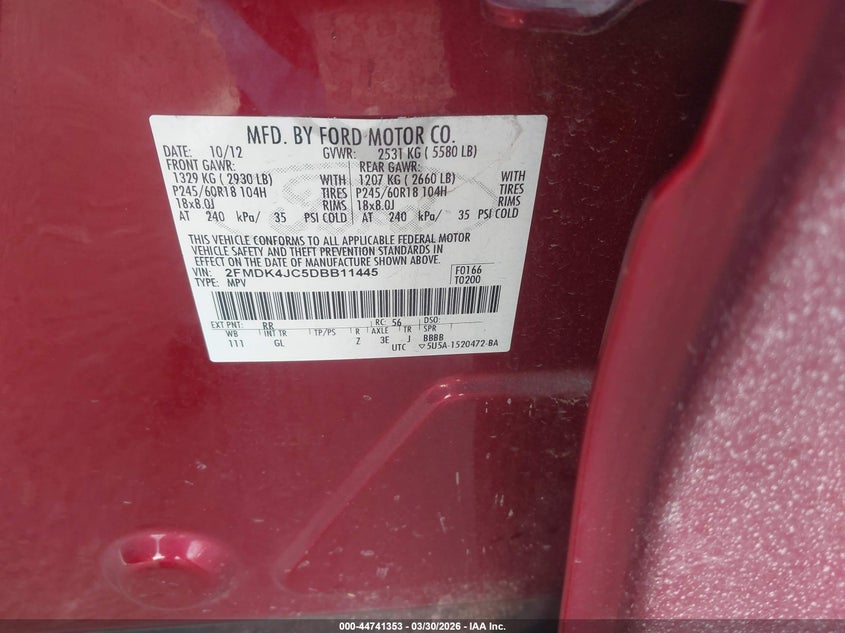 MFD. BY FORD MOTOR CO.
DATE: 10/12 GVWR: 2531 KG ( 5580 LB)
FRONT GAWR: REAR GAWR:
1329 KG ( 2930 LB) WITH 1207 KG ( 2660 LB) WITH
P245/60R18 104H TIRES P245/60R18 104H TIRES
18x8.0J RIMS 18x8.0J RIMS
AT 240 kPa/ 35 PSI COLD AT 240 kPa/ 35 PSI COLD
THIS VEHICLE CONFORMS TO ALL APPLICABLE FEDERAL MOTOR
VEHICLE SAFETY AND THEFT PREVENTION STANDARDS IN
EFFECT ON THE DATE OF MANUFACTURE SHOWN ABOVE.
VIN: 2FMDK4JC5DBB11445 F0166
TYPE: MPV T0200
EXT PNT: RR RC: 56 DSO:
WB INT TR TP/PS R AXLE TR SPR
111 GL Z 3E J BBBB
UTC ▽5U5A-1520472-BA
000-44741353 — 03/30/2026 — IAA Inc.